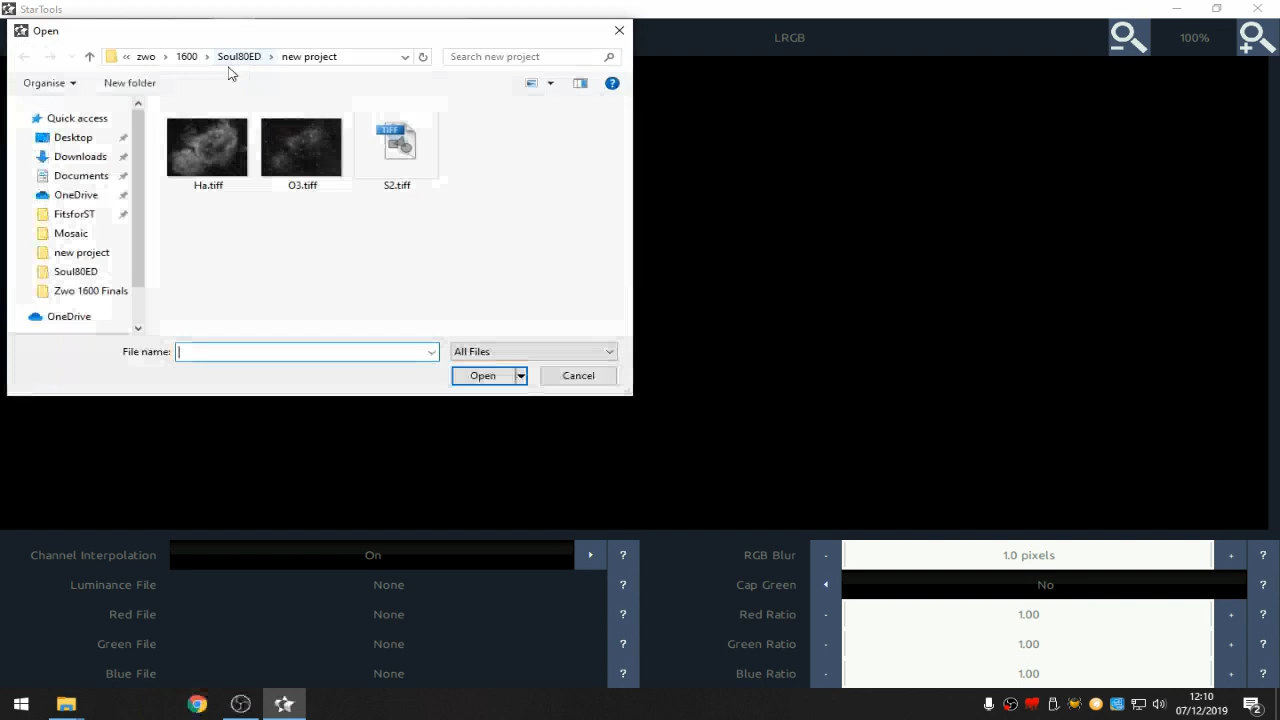 StarTools
Open
LRGB
100%
« zwo › 1600 › Soul80ED › new project
Search new project
Organise
New folder
?
Quick access
Desktop
Downloads
Documents
OneDrive
FitsforST
Mosaic
new project
Soul80ED
Zwo 1600 Finals
OneDrive
TIFF
Ha.tiff
O3.tiff
S2.tiff
File name:
All Files
Open
Cancel
Channel Interpolation
On
?
RGB Blur
-
1.0 pixels
+
?
Luminance File
None
?
Cap Green
No
?
Red File
None
?
Red Ratio
-
1.00
+
?
Green File
None
?
Green Ratio
-
1.00
+
?
Blue File
None
?
Blue Ratio
-
1.00
+
?
12:10
07/12/2019
2